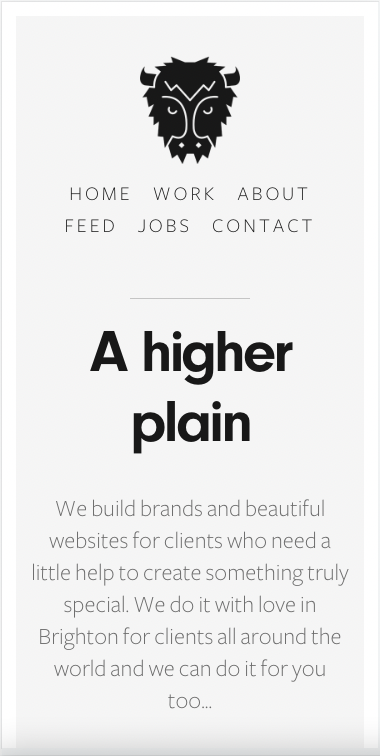 HOME WORK ABOUT
FEED JOBS CONTACT
A higher
plain
We build brands and beautiful
websites for clients who need a
little help to create something truly
special. We do it with love in
Brighton for clients all around the
world and we can do it for you
too...